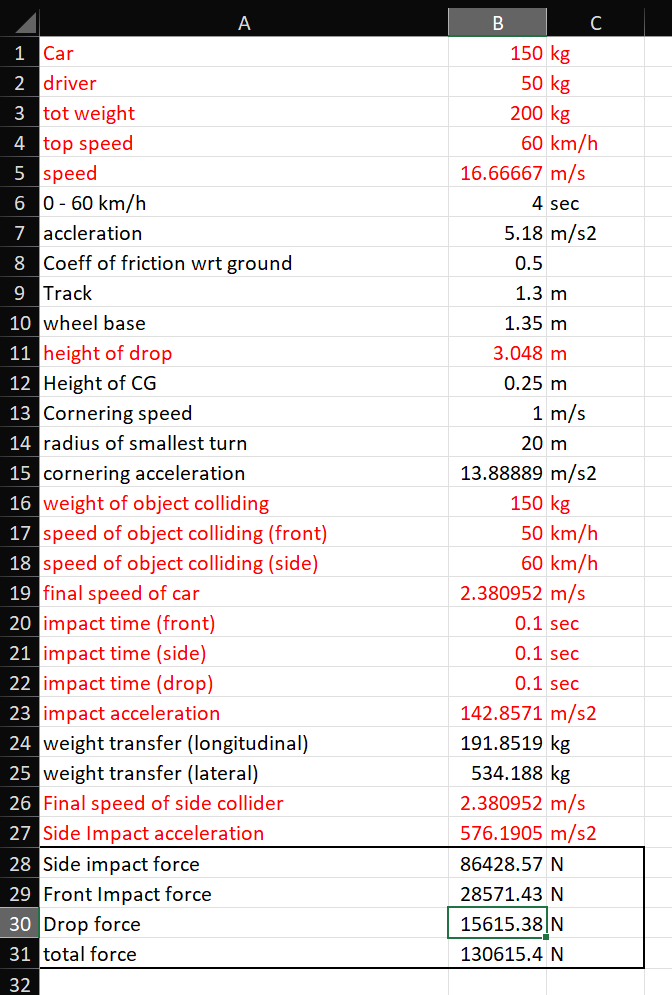 A B C
1 Car 150 kg
2 driver 50 kg
3 tot weight 200 kg
4 top speed 60 km/h
5 speed 16.66667 m/s
6 0 - 60 km/h 4 sec
7 accleration 5.18 m/s2
8 Coeff of friction wrt ground 0.5
9 Track 1.3 m
10 wheel base 1.35 m
11 height of drop 3.048 m
12 Height of CG 0.25 m
13 Cornering speed 1 m/s
14 radius of smallest turn 20 m
15 cornering acceleration 13.88889 m/s2
16 weight of object colliding 150 kg
17 speed of object colliding (front) 50 km/h
18 speed of object colliding (side) 60 km/h
19 final speed of car 2.380952 m/s
20 impact time (front) 0.1 sec
21 impact time (side) 0.1 sec
22 impact time (drop) 0.1 sec
23 impact acceleration 142.8571 m/s2
24 weight transfer (longitudinal) 191.8519 kg
25 weight transfer (lateral) 534.188 kg
26 Final speed of side collider 2.380952 m/s
27 Side Impact acceleration 576.1905 m/s2
28 Side impact force 86428.57 N
29 Front Impact force 28571.43 N
30 Drop force 15615.38 N
31 total force 130615.4 N
32